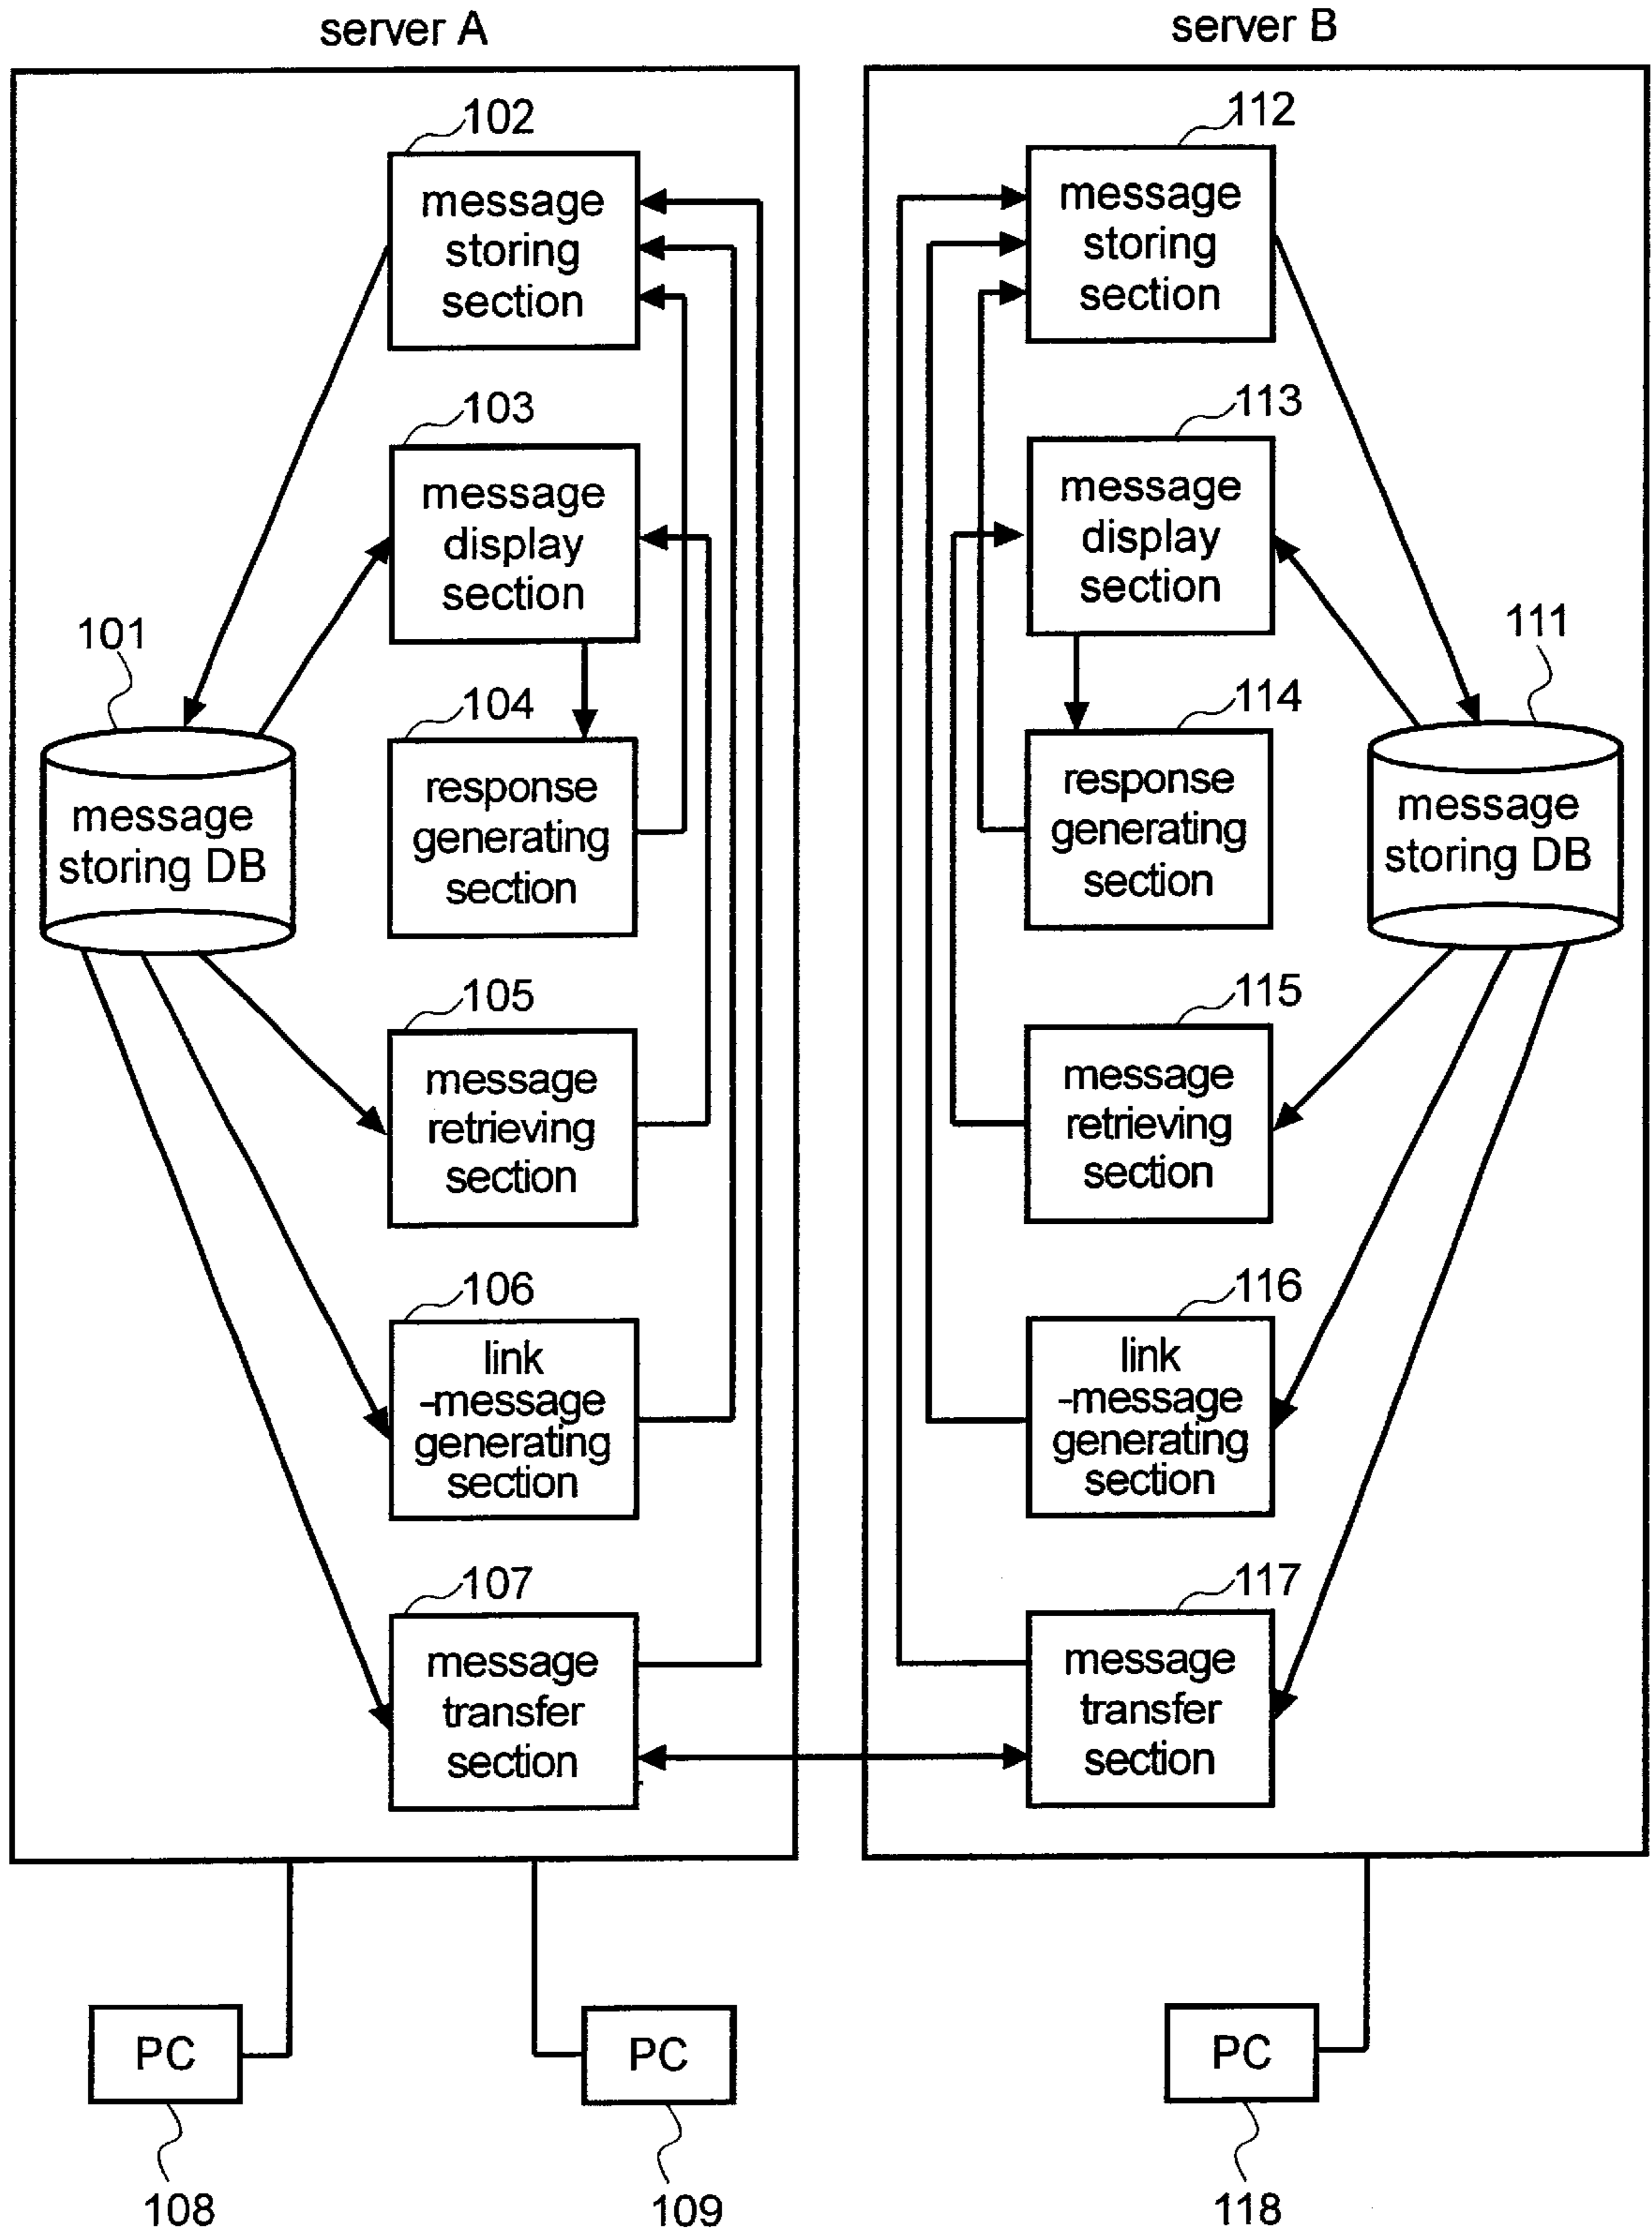 server A
102
message
storing
section
103
message
display
section
101
message
storing DB
104
response
generating
section
105
message
retrieving
section
106
link
-message
generating
section
107
message
transfer
section
PC
108
PC
109
server B
112
message
storing
section
113
message
display
section
111
message
storing DB
114
response
generating
section
115
message
retrieving
section
116
link
-message
generating
section
117
message
transfer
section
PC
118